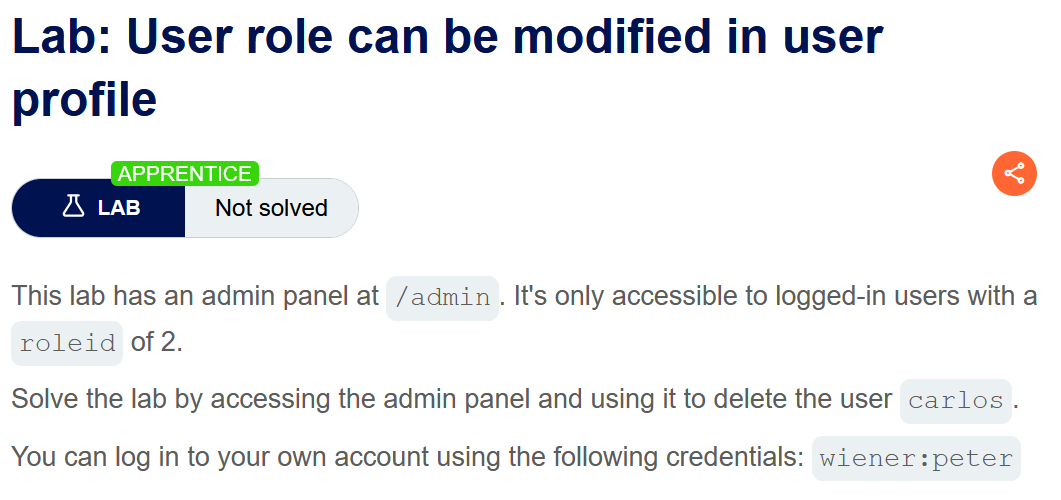 Lab: User role can be modified in user
profile
APPRENTICE
LAB
Not solved
This lab has an admin panel at /admin. It's only accessible to logged-in users with a
roleid of 2.
Solve the lab by accessing the admin panel and using it to delete the user carlos.
You can log in to your own account using the following credentials: wiener:peter